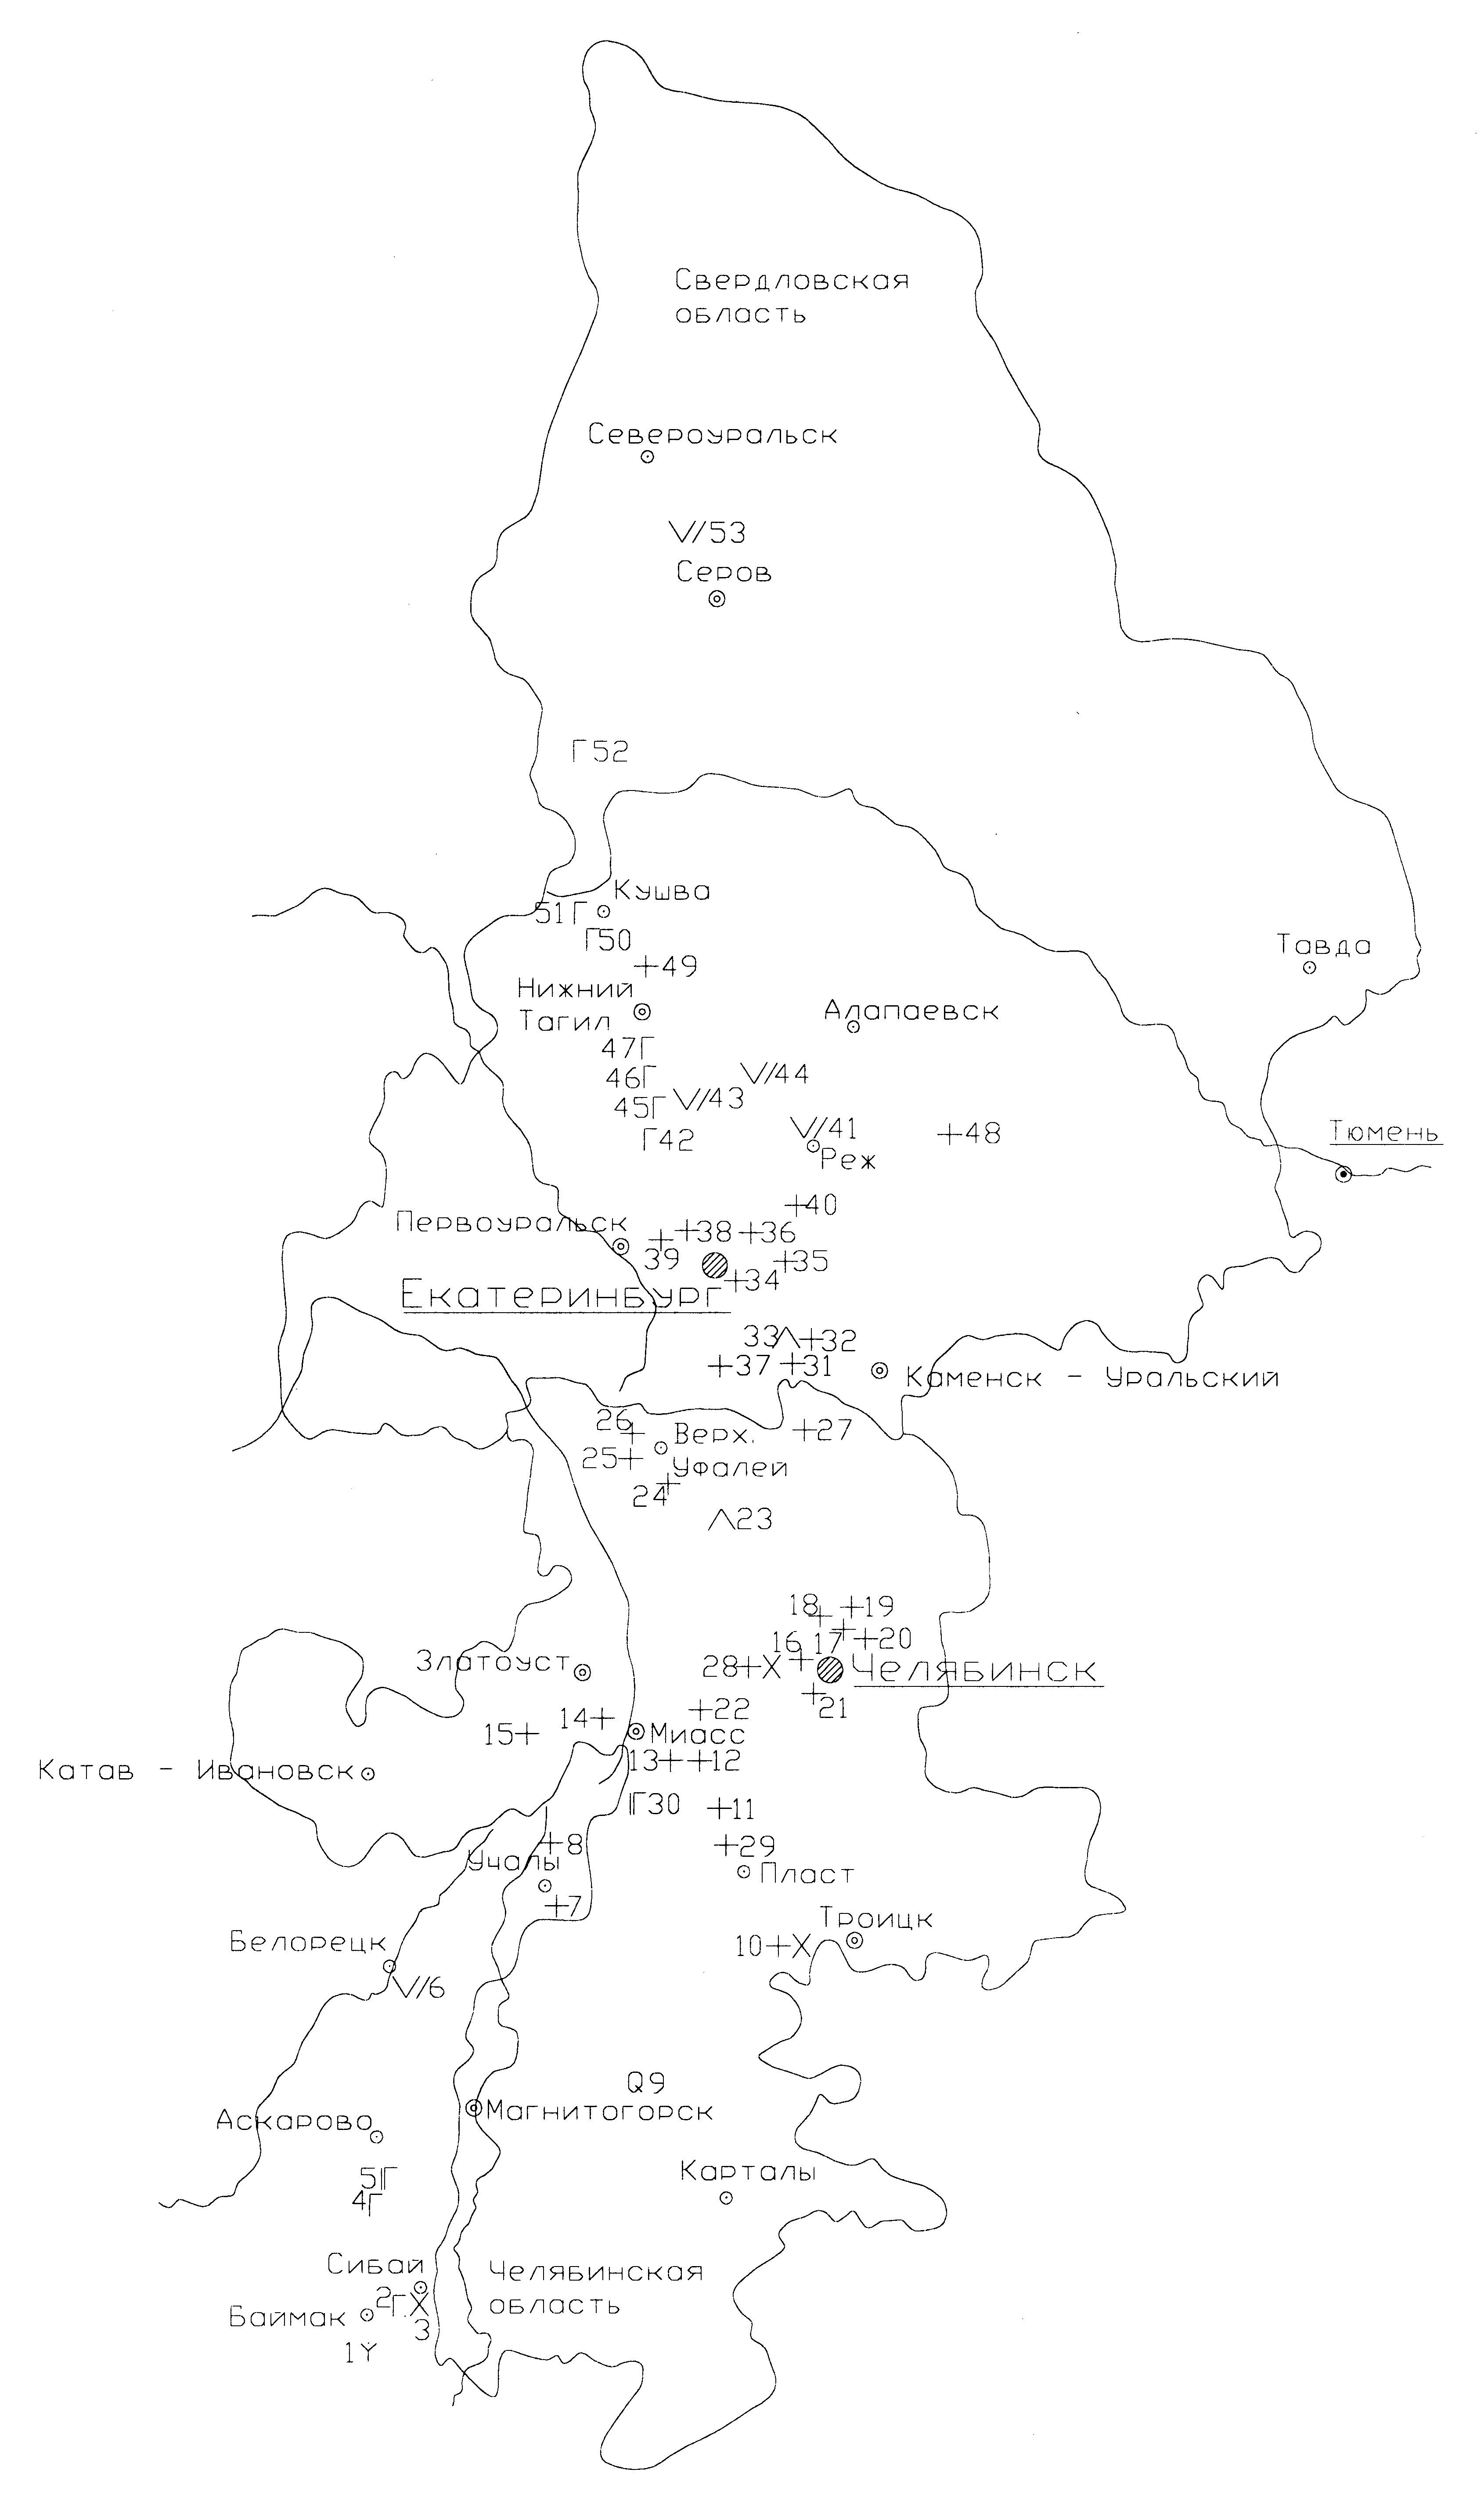 Свердловская
область
Североуральск
V//53
Серов
Г52
Кушва
51Г
Г50
+49
Тавда
Нижний
Тагил
Алапаевск
47Г
46Г
V//44
45Г
V//43
Г42
V//41
+48
Реж
Тюмень
+40
Первоуральск
+38
+36
39
+35
+34
Екатеринбург
33Λ
+32
+37
+31
Каменск - Уральский
26
+
+27
Верх.
Уфалей
25+
24
+
Λ23
18
+
+19
16
+
17
+
+20
28+X
Челябинск
Златоуст
+
21
+22
14+
15+
Миасс
13+
+12
Катав - Ивановск
Г30
+11
+8
+29
Учалы
Пласт
+7
Троицк
Белорецк
10+X
V//6
Q9
Магнитогорск
Аскарово
5Г
4Г
Карталы
Сибай
Челябинская
область
2Г.X
Баймак
3
1Y